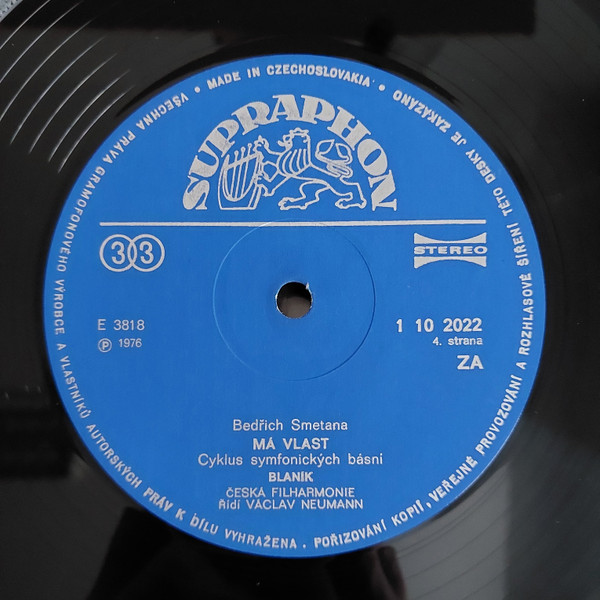 VŠECHNA PRÁVA GRAMOFONOVÉHO VÝROBCE A VLASTNÍKŮ AUTORSKÝCH PRÁV K DÍLU VYHRAŽENA. POŘIZOVÁNÍ KOPIÍ, VEŘEJNÉ PROVOZOVÁNÍ A ROZHLASOVÉ ŠÍŘENÍ TÉTO DESKY JE ZAKÁZÁNO • MADE IN CZECHOSLOVAKIA •
SUPRAPHON
33
STEREO
E 3818
℗ 1976
1 10 2022
4. strana
ZA
Bedřich Smetana
MÁ VLAST
Cyklus symfonických básní
BLANÍK
ČESKÁ FILHARMONIE
Řídí VÁCLAV NEUMANN